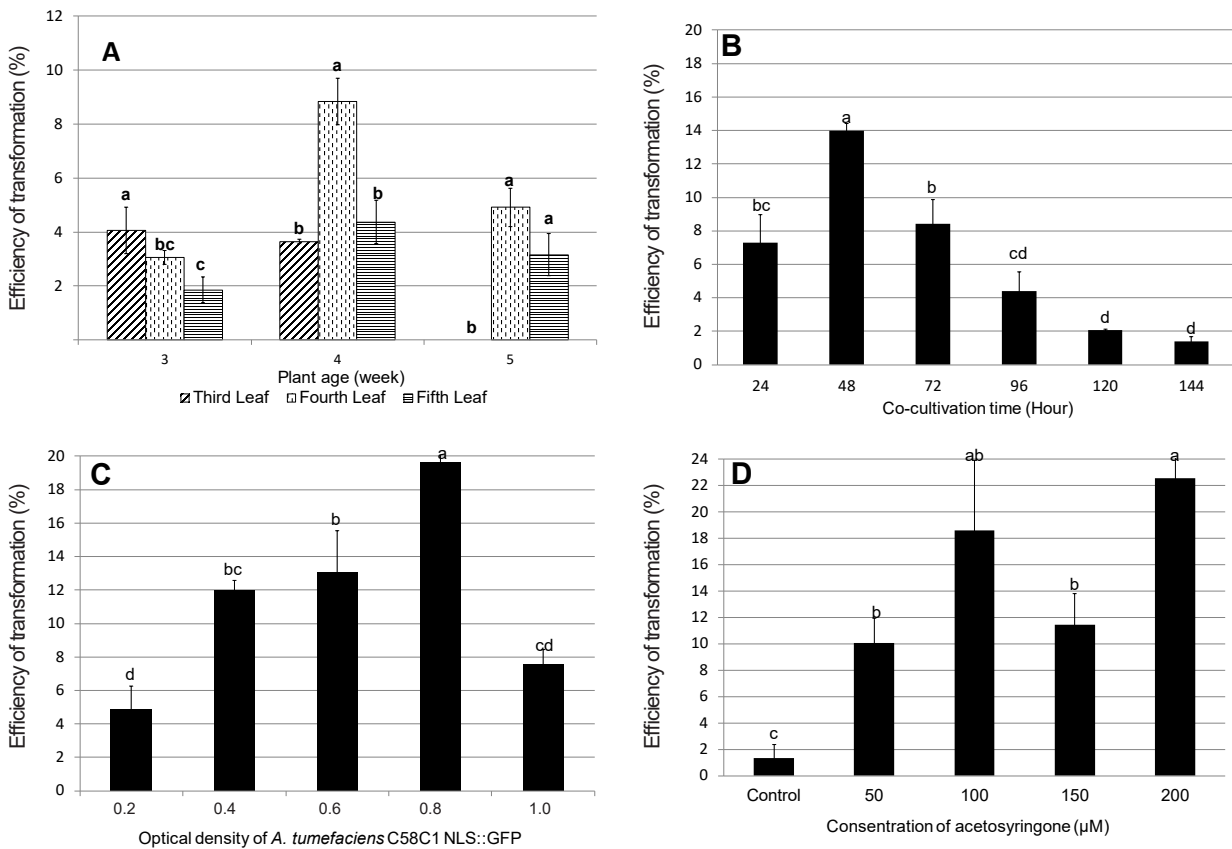 A
Efficiency of transformation (%)
12
10
8
6
4
2
a
bc
c
b
a
b
b
a
a
3 4 5
Plant age (week)
Third Leaf Fourth Leaf Fifth Leaf
B
Efficiency of transformation (%)
20
18
16
14
12
10
8
6
4
2
0
bc
a
b
cd
d
d
24 48 72 96 120 144
Co-cultivation time (Hour)
C
Efficiency of transformation (%)
20
18
16
14
12
10
8
6
4
2
0
d
bc
b
a
cd
0.2 0.4 0.6 0.8 1.0
Optical density of A. tumefaciens C58C1 NLS::GFP
D
Efficiency of transformation (%)
24
22
20
18
16
14
12
10
8
6
4
2
0
c
b
ab
b
a
Control 50 100 150 200
Consentration of acetosyringone (µM)